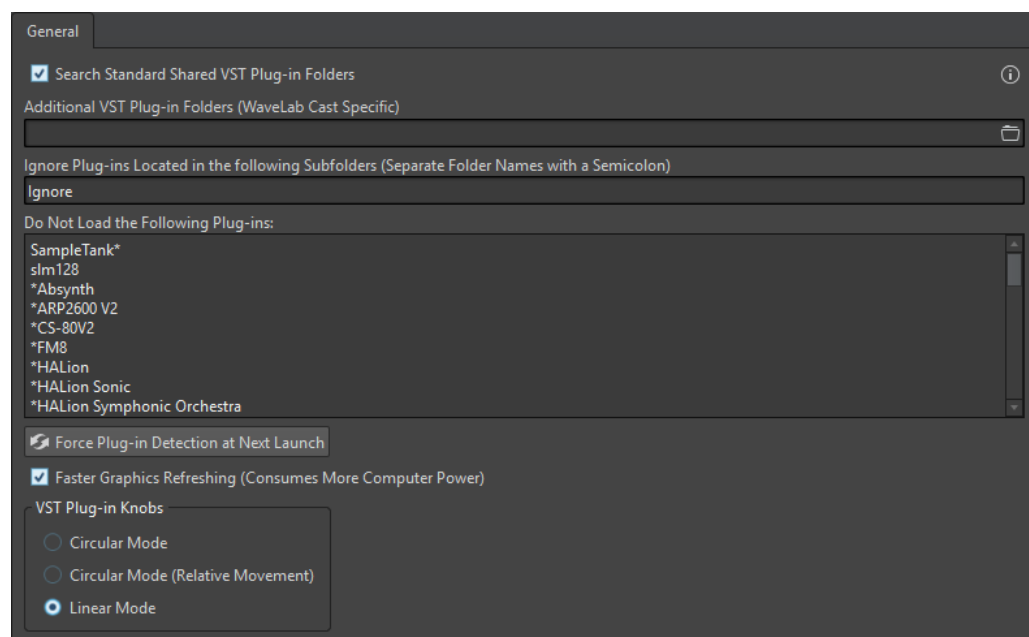 General
Search Standard Shared VST Plug-in Folders
Additional VST Plug-in Folders (WaveLab Cast Specific)
Ignore Plug-ins Located in the following Subfolders (Separate Folder Names with a Semicolon)
Ignore
Do Not Load the Following Plug-ins:
SampleTank*
slm128
*Absynth
*ARP2600 V2
*CS-80V2
*FM8
*HALion
*HALion Sonic
*HALion Symphonic Orchestra
Force Plug-in Detection at Next Launch
Faster Graphics Refreshing (Consumes More Computer Power)
VST Plug-in Knobs
Circular Mode
Circular Mode (Relative Movement)
Linear Mode